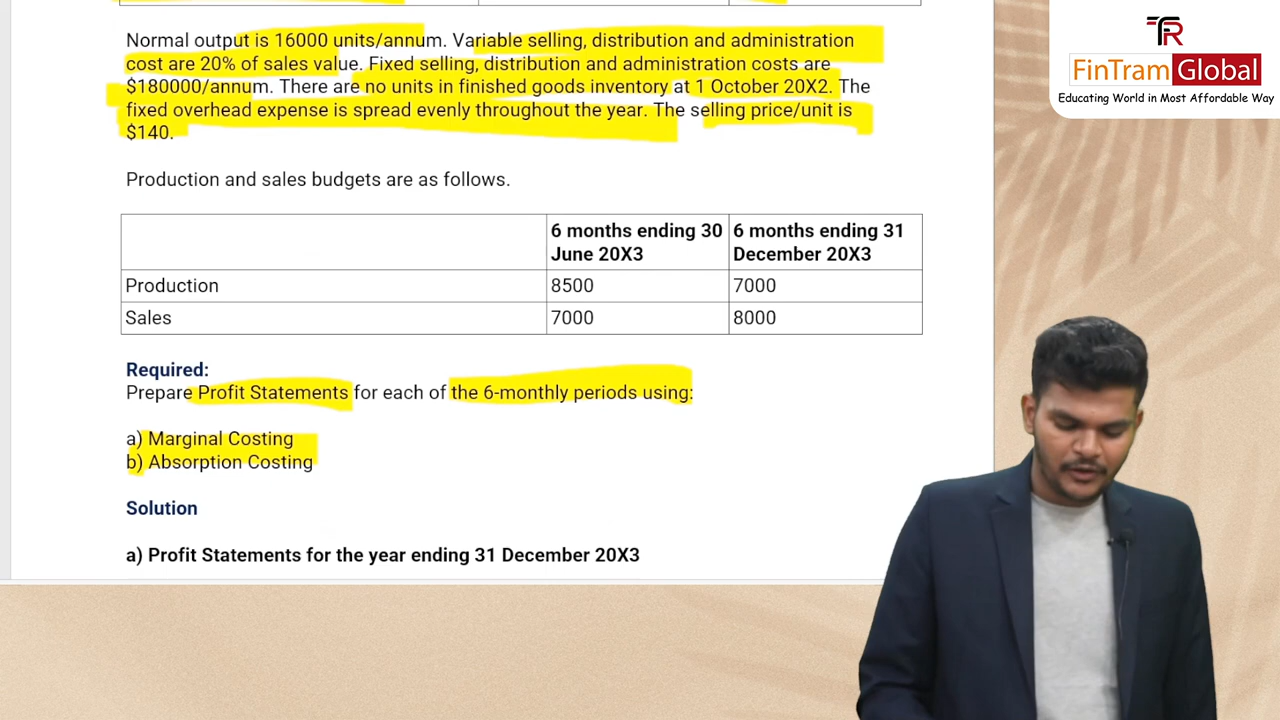 Normal output is 16000 units/annum. Variable selling, distribution and administration
cost are 20% of sales value. Fixed selling, distribution and administration costs are
$180000/annum. There are no units in finished goods inventory at 1 October 20X2. The
fixed overhead expense is spread evenly throughout the year. The selling price/unit is
$140.
Production and sales budgets are as follows.
6 months ending 30 6 months ending 31
June 20X3 December 20X3
Production 8500 7000
Sales 7000 8000
Required:
Prepare Profit Statements for each of the 6-monthly periods using:
a) Marginal Costing
b) Absorption Costing
Solution
a) Profit Statements for the year ending 31 December 20X3
FinTram Global
Educating World in Most Affordable Way